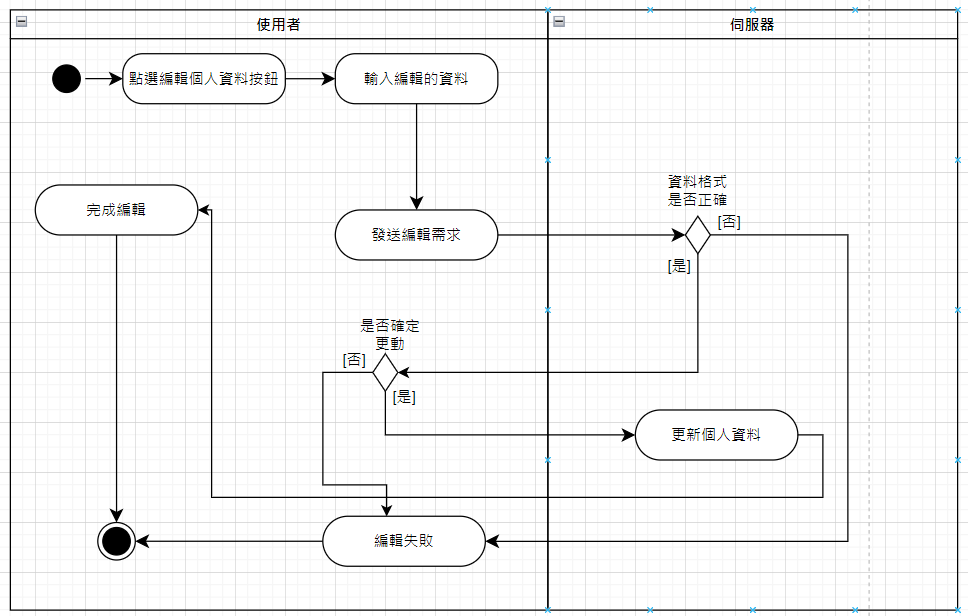 使用者
伺服器
點選編輯個人資料按鈕
輸入編輯的資料
資料格式
是否正確
完成編輯
發送編輯需求
[否]
[是]
是否確定
更動
[否]
[是]
更新個人資料
編輯失敗